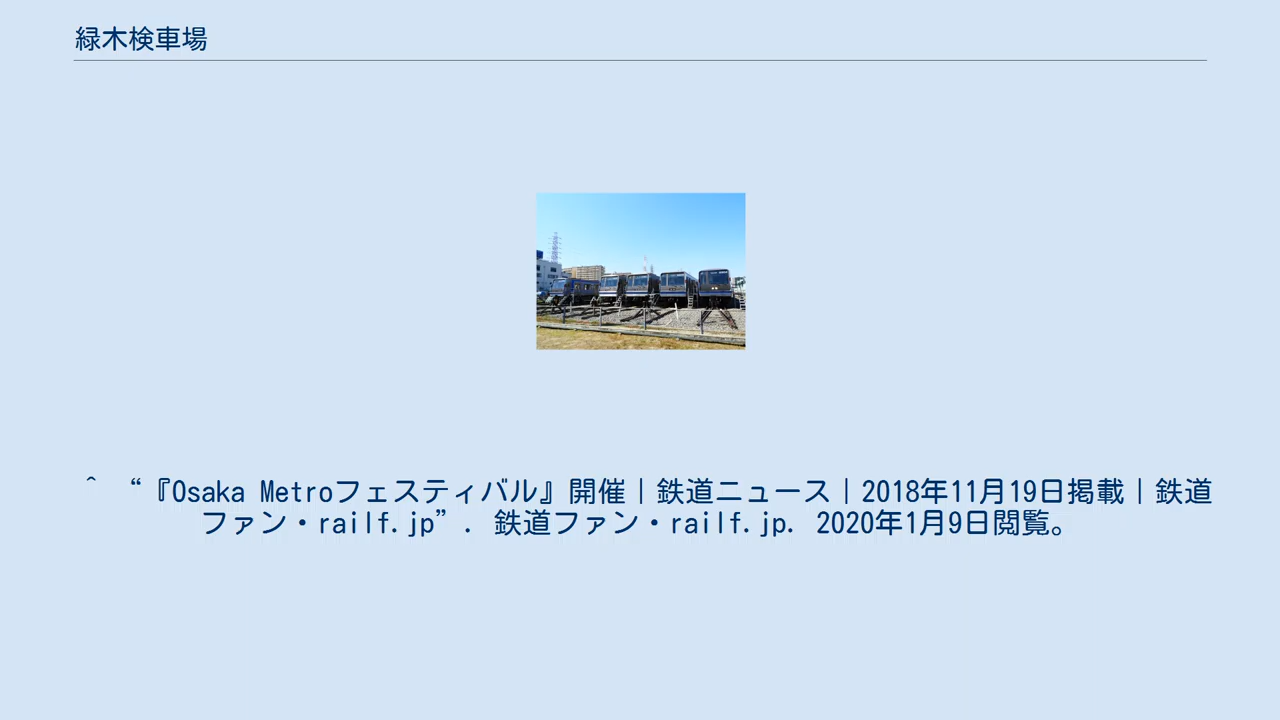 緑木検車場
^ “『Osaka Metroフェスティバル』開催｜鉄道ニュース｜2018年11月19日掲載｜鉄道
ファン・railf.jp”. 鉄道ファン・railf.jp. 2020年1月9日閲覧。